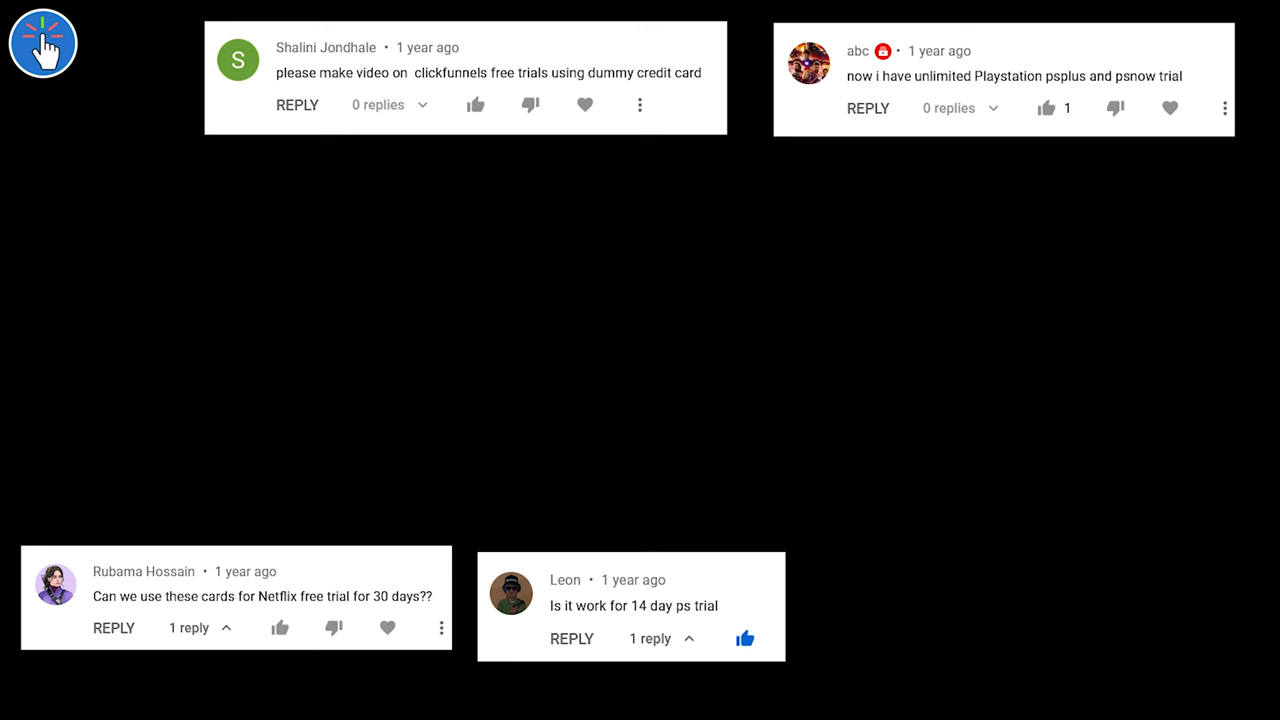 Shalini Jondhale • 1 year ago
please make video on clickfunnels free trials using dummy credit card
REPLY 0 replies
abc • 1 year ago
now i have unlimited Playstation psplus and psnow trial
REPLY 0 replies 1
S
Rubama Hossain • 1 year ago
Can we use these cards for Netflix free trial for 30 days??
REPLY 1 reply
Leon • 1 year ago
Is it work for 14 day ps trial
REPLY 1 reply